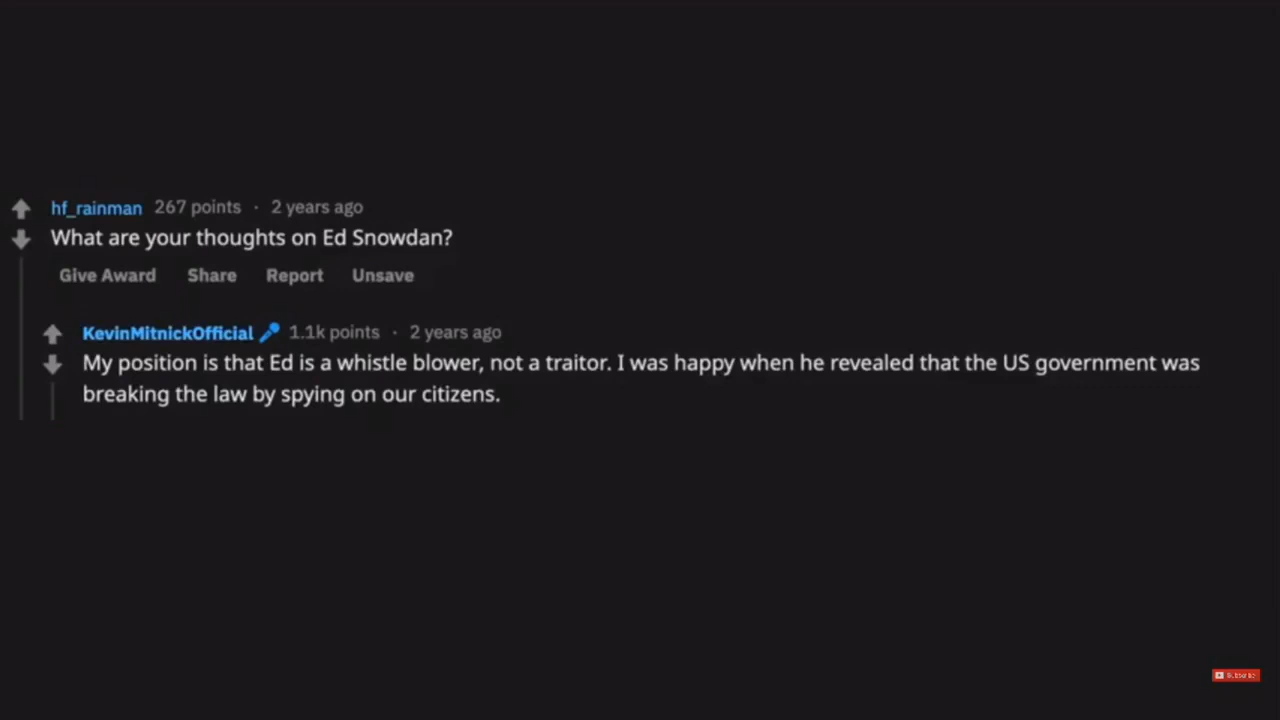 hf_rainman 267 points · 2 years ago
What are your thoughts on Ed Snowdan?
Give Award Share Report Unsave
KevinMitnickOfficial 1.1k points · 2 years ago
My position is that Ed is a whistle blower, not a traitor. I was happy when he revealed that the US government was
breaking the law by spying on our citizens.